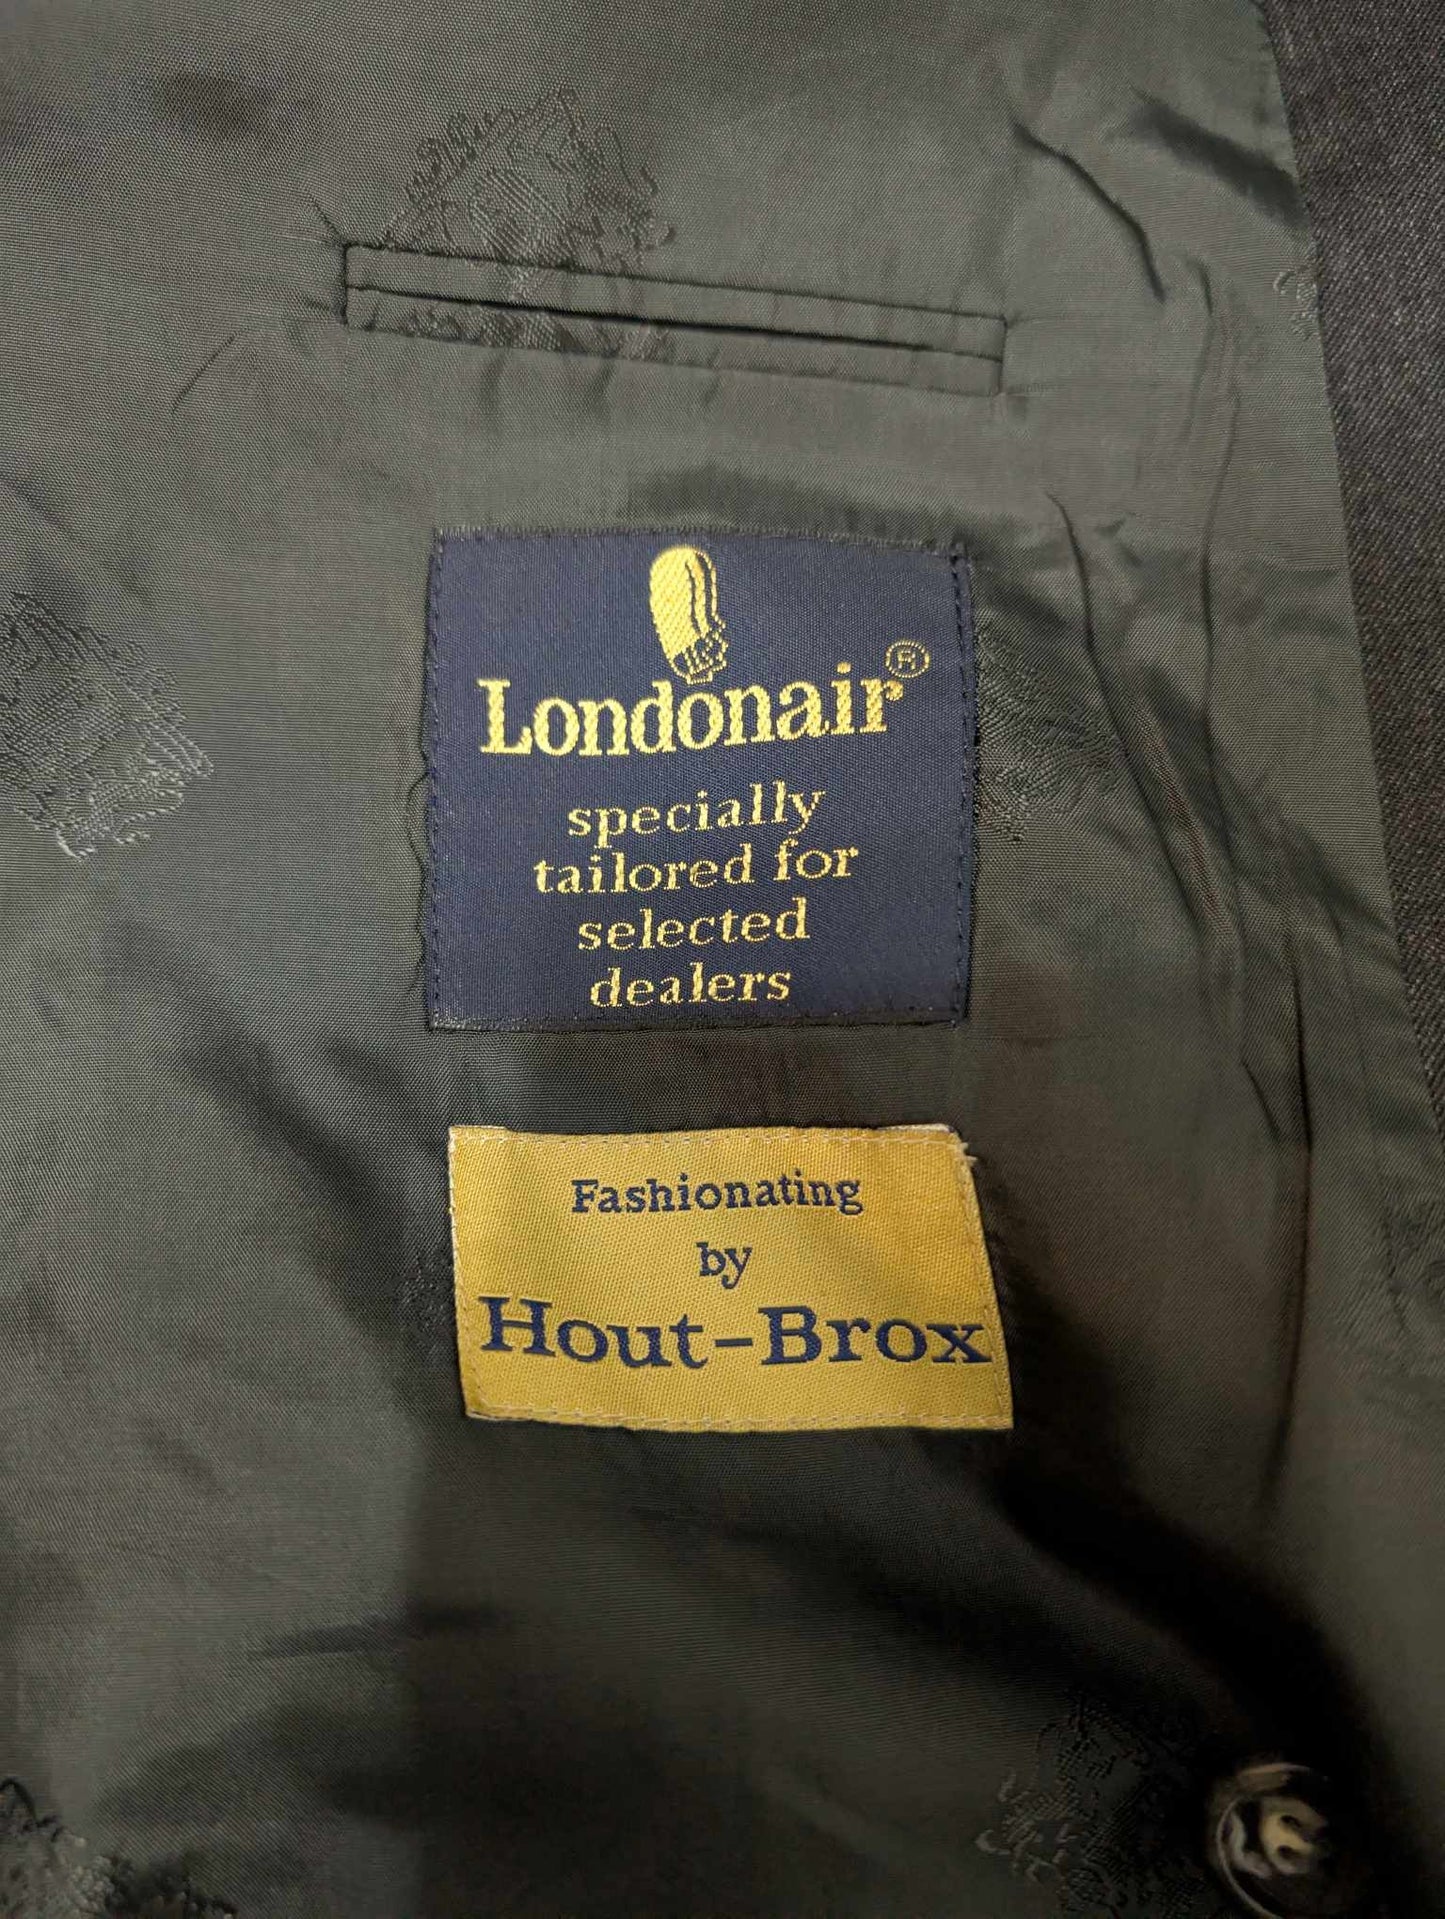 Londonair®
specially
tailored for
selected
dealers
Fashionating
by
Hout-Brox